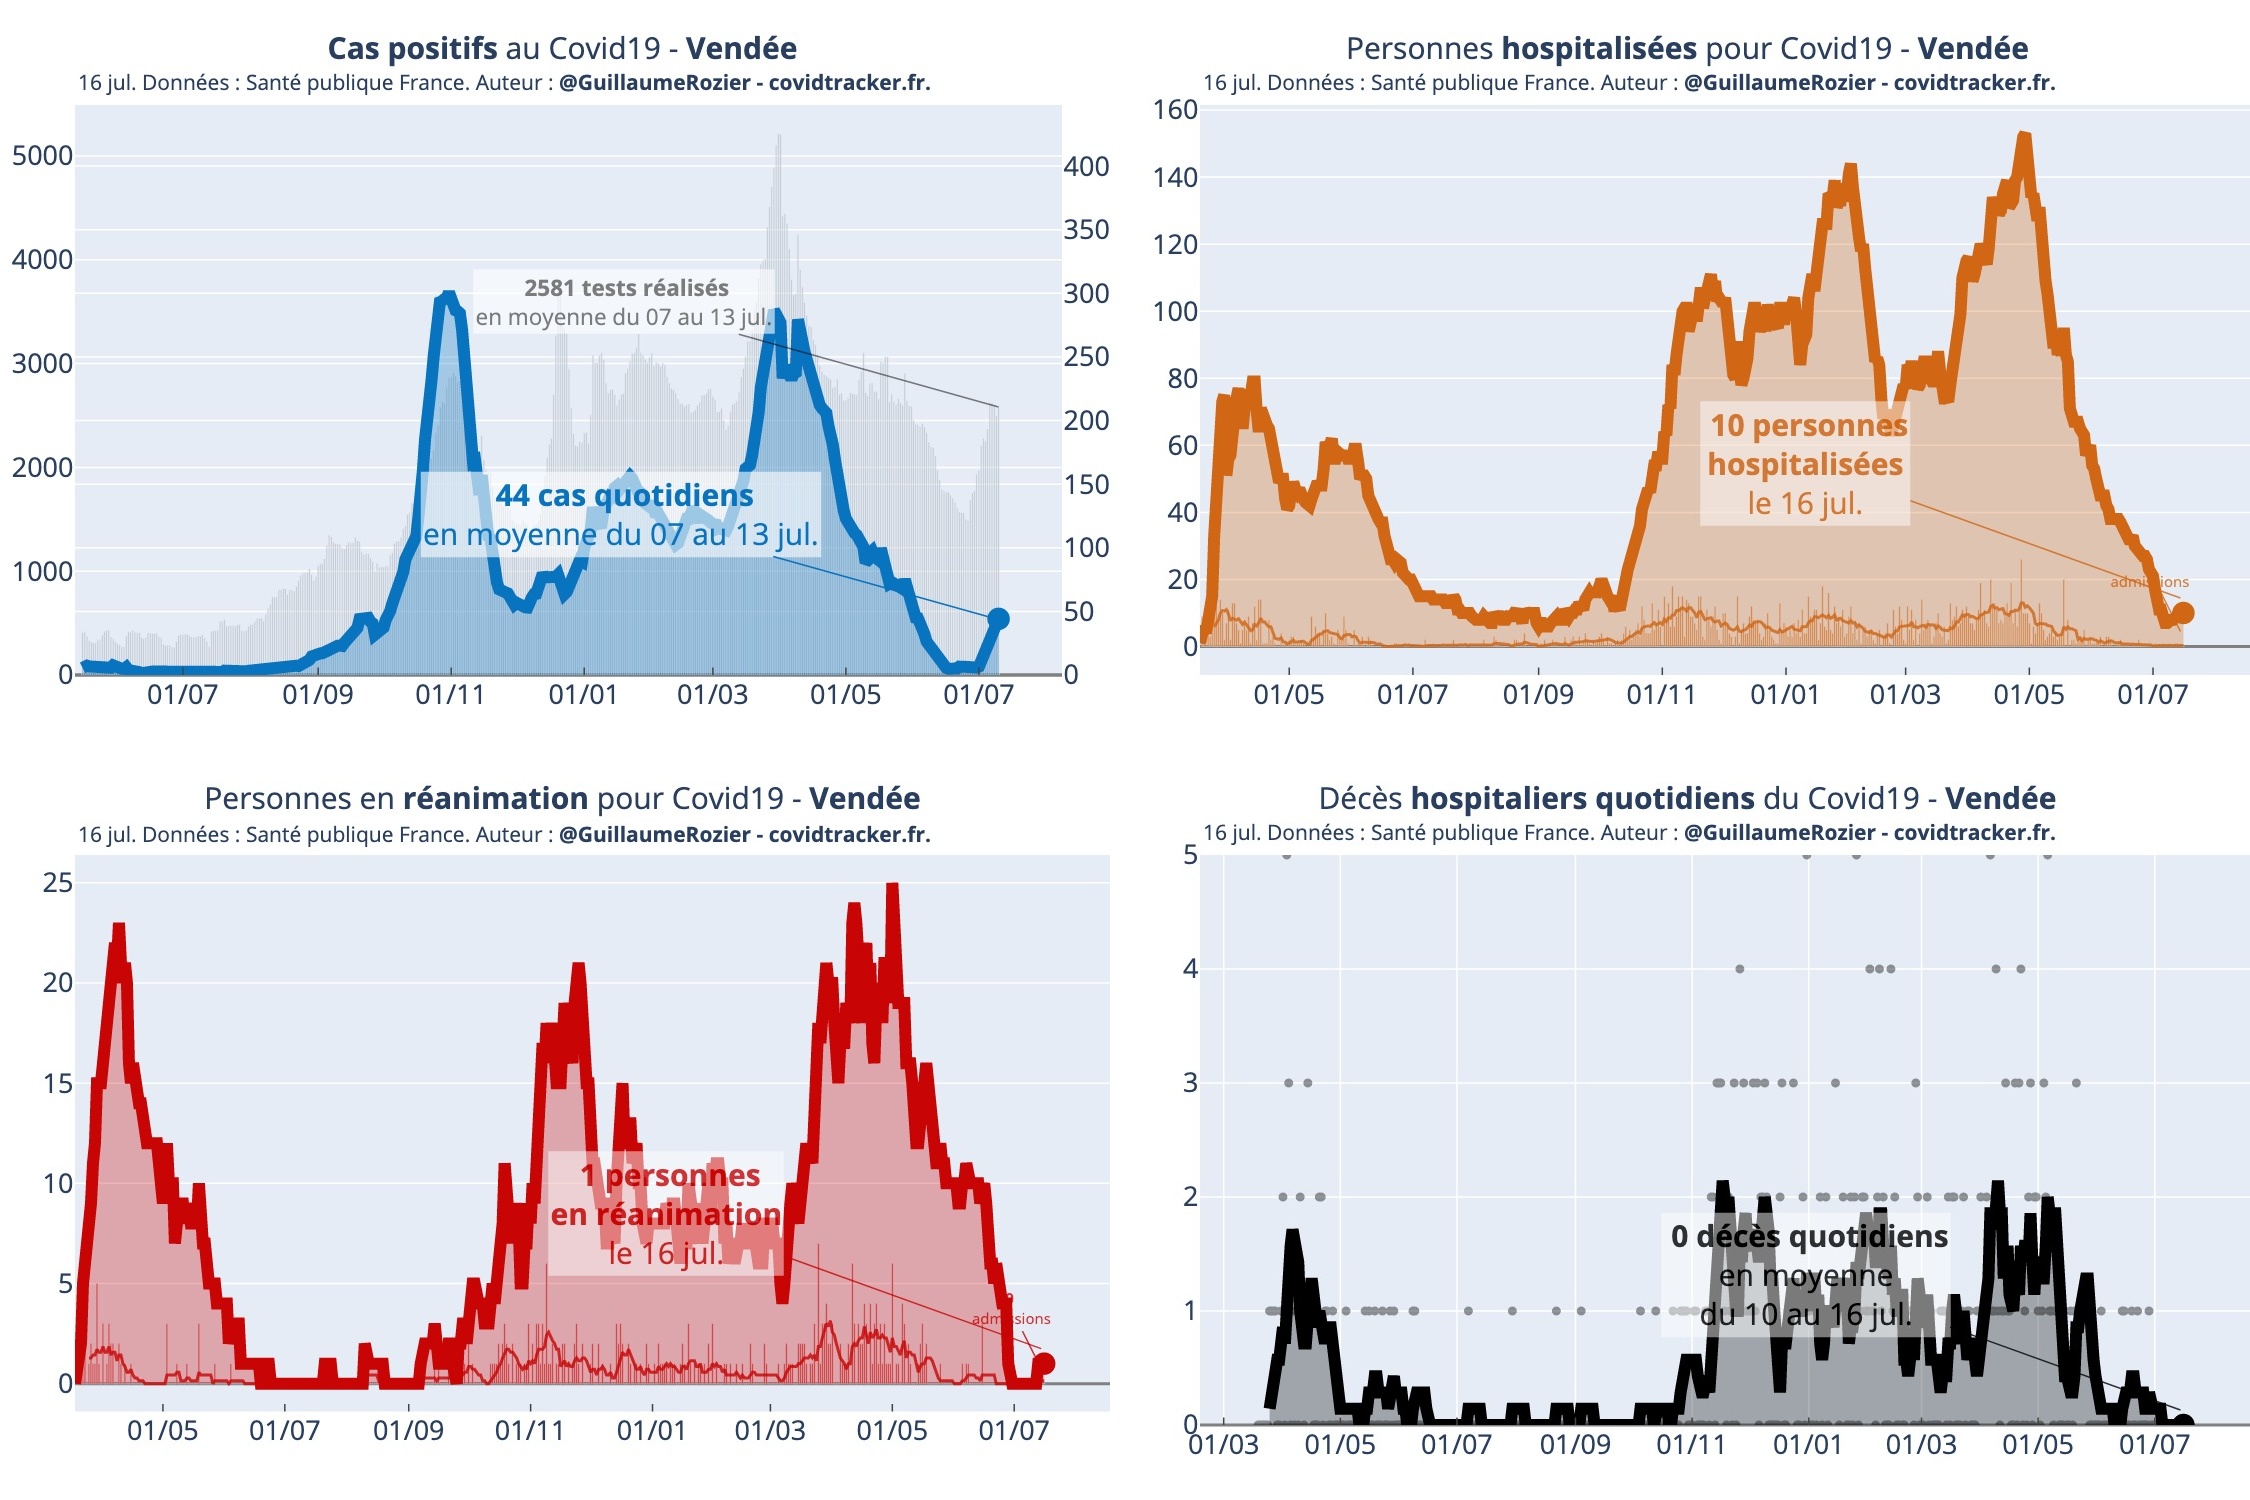 Cas positifs au Covid19 - Vendée
16 jul. Données : Santé publique France. Auteur : @GuillaumeRozier - covidtracker.fr.
5000
4000
3000
2000
1000
0
400
350
300
250
200
150
100
50
0
2581 tests réalisés
en moyenne du 07 au 13 jul.
44 cas quotidiens
en moyenne du 07 au 13 jul.
01/07 01/09 01/11 01/01 01/03 01/05 01/07
Personnes hospitalisées pour Covid19 - Vendée
16 jul. Données : Santé publique France. Auteur : @GuillaumeRozier - covidtracker.fr.
160
140
120
100
80
60
40
20
0
10 personnes
hospitalisées
le 16 jul.
admissions
01/05 01/07 01/09 01/11 01/01 01/03 01/05 01/07
Personnes en réanimation pour Covid19 - Vendée
16 jul. Données : Santé publique France. Auteur : @GuillaumeRozier - covidtracker.fr.
25
20
15
10
5
0
1 personnes
en réanimation
le 16 jul.
admissions
01/05 01/07 01/09 01/11 01/01 01/03 01/05 01/07
Décès hospitaliers quotidiens du Covid19 - Vendée
16 jul. Données : Santé publique France. Auteur : @GuillaumeRozier - covidtracker.fr.
5
4
3
2
1
0
0 décès quotidiens
en moyenne
du 10 au 16 jul.
01/03 01/05 01/07 01/09 01/11 01/01 01/03 01/05 01/07